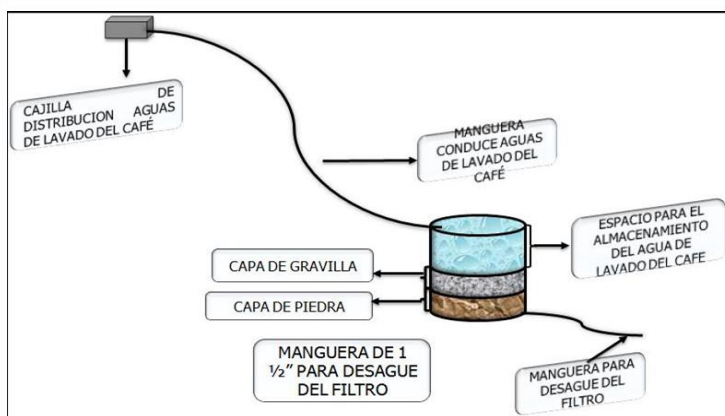 CAJILLA DE
DISTRIBUCION AGUAS
DE LAVADO DEL CAFÉ
MANGUERA
CONDUCE AGUAS
DE LAVADO DEL
CAFÉ
ESPACIO PARA EL
ALMACENAMIENTO
DEL AGUA DE
LAVADO DEL CAFE
CAPA DE GRAVILLA
CAPA DE PIEDRA
MANGUERA DE 1
½” PARA DESAGUE
DEL FILTRO
MANGUERA PARA
DESAGUE DEL
FILTRO